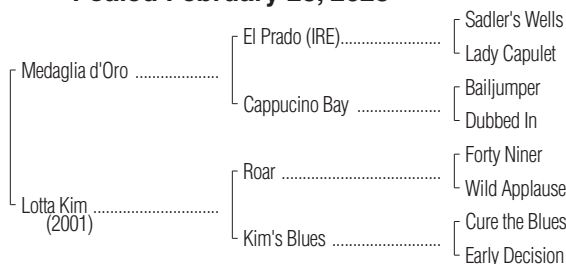 Foaled February
Sadler's Wells
El Prado (IRE)......................
Lady Capulet
Medaglia d'Oro ...................
Bailjumper
Cappucino Bay ...................
Dubbed In
Forty Niner
Roar ....................................
Wild Applause
Lotta Kim ............................
(2001)
Cure the Blues
Kim's Blues ........................
Early Decision